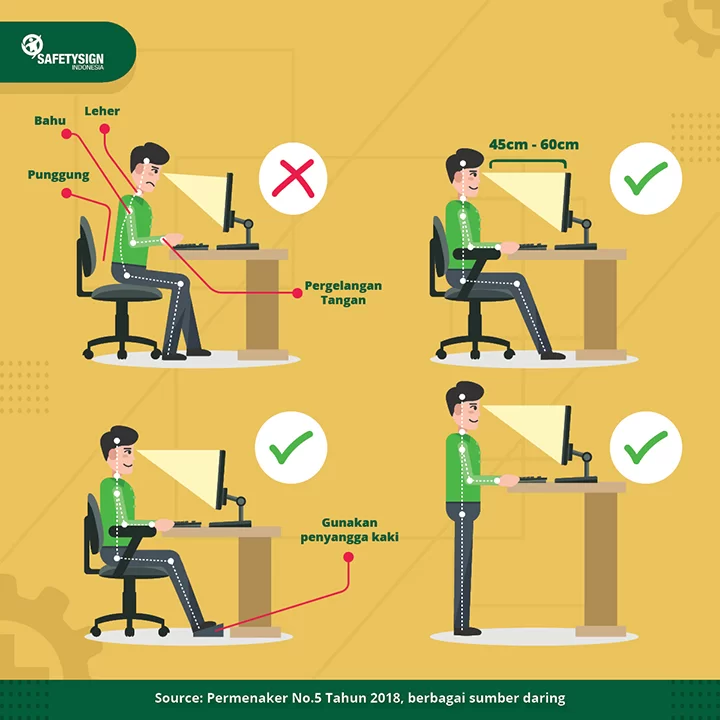 SAFETYSIGN
INDONESIA
Leher
Bahu
Punggung
Pergelangan
Tangan
45cm - 60cm
Gunakan
penyangga kaki
Source: Permenaker No.5 Tahun 2018, berbagai sumber daring